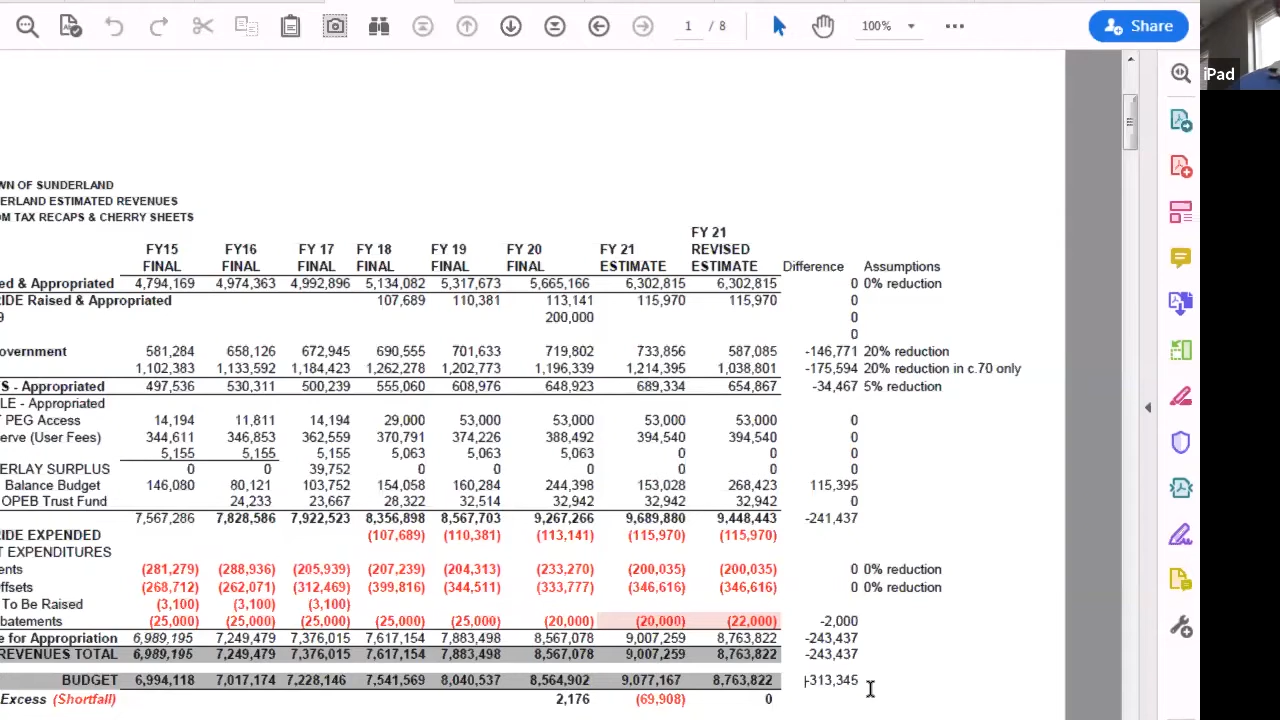 1 / 8 100% Share
iPad
WN OF SUNDERLAND
ERLAND ESTIMATED REVENUES
OM TAX RECAPS & CHERRY SHEETS
FY 21
FY15 FY16 FY 17 FY 18 FY 19 FY 20 FY 21 REVISED
FINAL FINAL FINAL FINAL FINAL FINAL ESTIMATE ESTIMATE Difference Assumptions
ed & Appropriated 4,794,169 4,974,363 4,992,896 5,134,082 5,317,673 5,665,166 6,302,815 6,302,815 0 0% reduction
RIDE Raised & Appropriated 107,689 110,381 113,141 115,970 115,970 0
9 200,000 0
0
overnment 581,284 658,126 672,945 690,555 701,633 719,802 733,856 587,085 -146,771 20% reduction
1,102,383 1,133,592 1,184,423 1,262,278 1,202,773 1,196,339 1,214,395 1,038,801 -175,594 20% reduction in c.70 only
S - Appropriated 497,536 530,311 500,239 555,060 608,976 648,923 689,334 654,867 -34,467 5% reduction
LE - Appropriated
T PEG Access 14,194 11,811 14,194 29,000 53,000 53,000 53,000 53,000 0
erve (User Fees) 344,611 346,853 362,559 370,791 374,226 388,492 394,540 394,540 0
5,155 5,155 5,155 5,063 5,063 5,063 0 0 0
ERLAY SURPLUS 0 0 39,752 0 0 0 0 0 0
Balance Budget 146,080 80,121 103,752 154,058 160,284 244,398 153,028 268,423 115,395
OPEB Trust Fund 24,233 23,667 28,322 32,514 32,942 32,942 32,942 0
7,567,286 7,828,586 7,922,523 8,356,898 8,567,703 9,267,266 9,689,880 9,448,443 -241,437
RIDE EXPENDED (107,689) (110,381) (113,141) (115,970) (115,970)
T EXPENDITURES
ents (281,279) (288,936) (205,939) (207,239) (204,313) (233,270) (200,035) (200,035) 0 0% reduction
ffsets (268,712) (262,071) (312,469) (399,816) (344,511) (333,777) (346,616) (346,616) 0 0% reduction
To Be Raised (3,100) (3,100) (3,100)
batements (25,000) (25,000) (25,000) (25,000) (25,000) (20,000) (20,000) (22,000) -2,000
e for Appropriation 6,989,195 7,249,479 7,376,015 7,617,154 7,883,498 8,567,078 9,007,259 8,763,822 -243,437
REVENUES TOTAL 6,989,195 7,249,479 7,376,015 7,617,154 7,883,498 8,567,078 9,007,259 8,763,822 -243,437
BUDGET 6,994,118 7,017,174 7,228,146 7,541,569 8,040,537 8,564,902 9,077,167 8,763,822 -313,345
Excess (Shortfall) 2,176 (69,908) 0